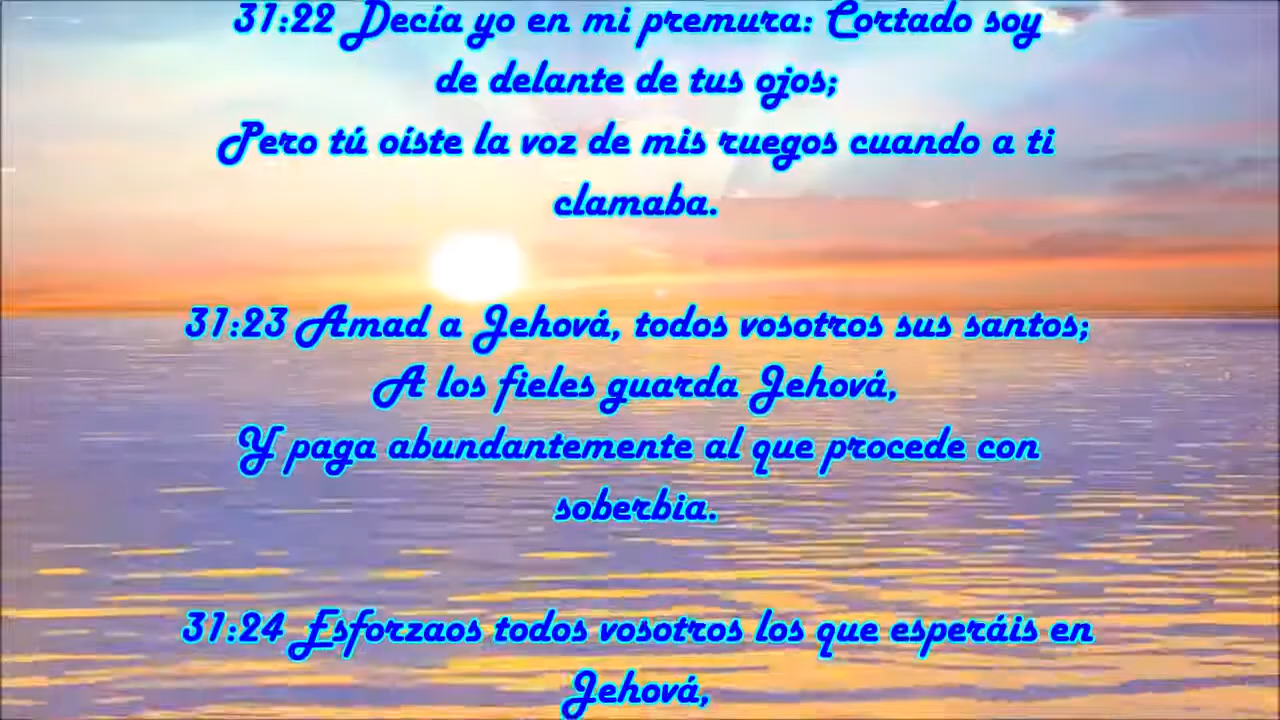 31:22 Decía yo en mi premura: Cortado soy
de delante de tus ojos;
Pero tú oíste la voz de mis ruegos cuando a ti
clamaba.
31:23 Amad a Jehová, todos vosotros sus santos;
A los fieles guarda Jehová,
Y paga abundantemente al que procede con
soberbia.
31:24 Esforzaos todos vosotros los que esperáis en
Jehová,